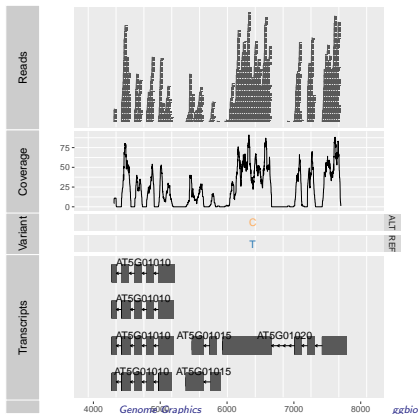 Reads
Coverage
75
50
25
0
Variant
C
ALT
T
REF
Transcripts
AT5G01010
AT5G01010
AT5G01010 AT5G01015 AT5G01020
AT5G01010 AT5G01015
4000 5000 6000 7000 8000
Genome Graphics ggbio